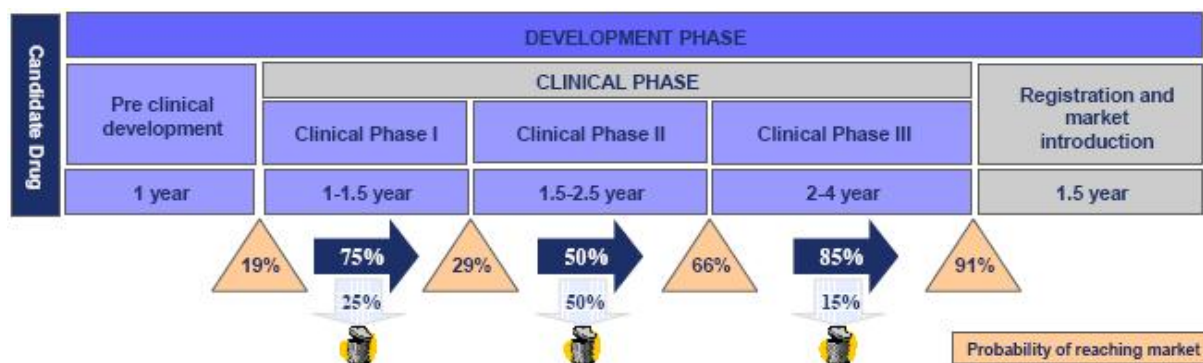 Candidate Drug
DEVELOPMENT PHASE
Pre clinical
development
CLINICAL PHASE
Clinical Phase I
Clinical Phase II
Clinical Phase III
Registration and
market
introduction
1 year
1-1.5 year
1.5-2.5 year
2-4 year
1.5 year
19%
75%
29%
50%
66%
85%
91%
25%
50%
15%
Probability of reaching market